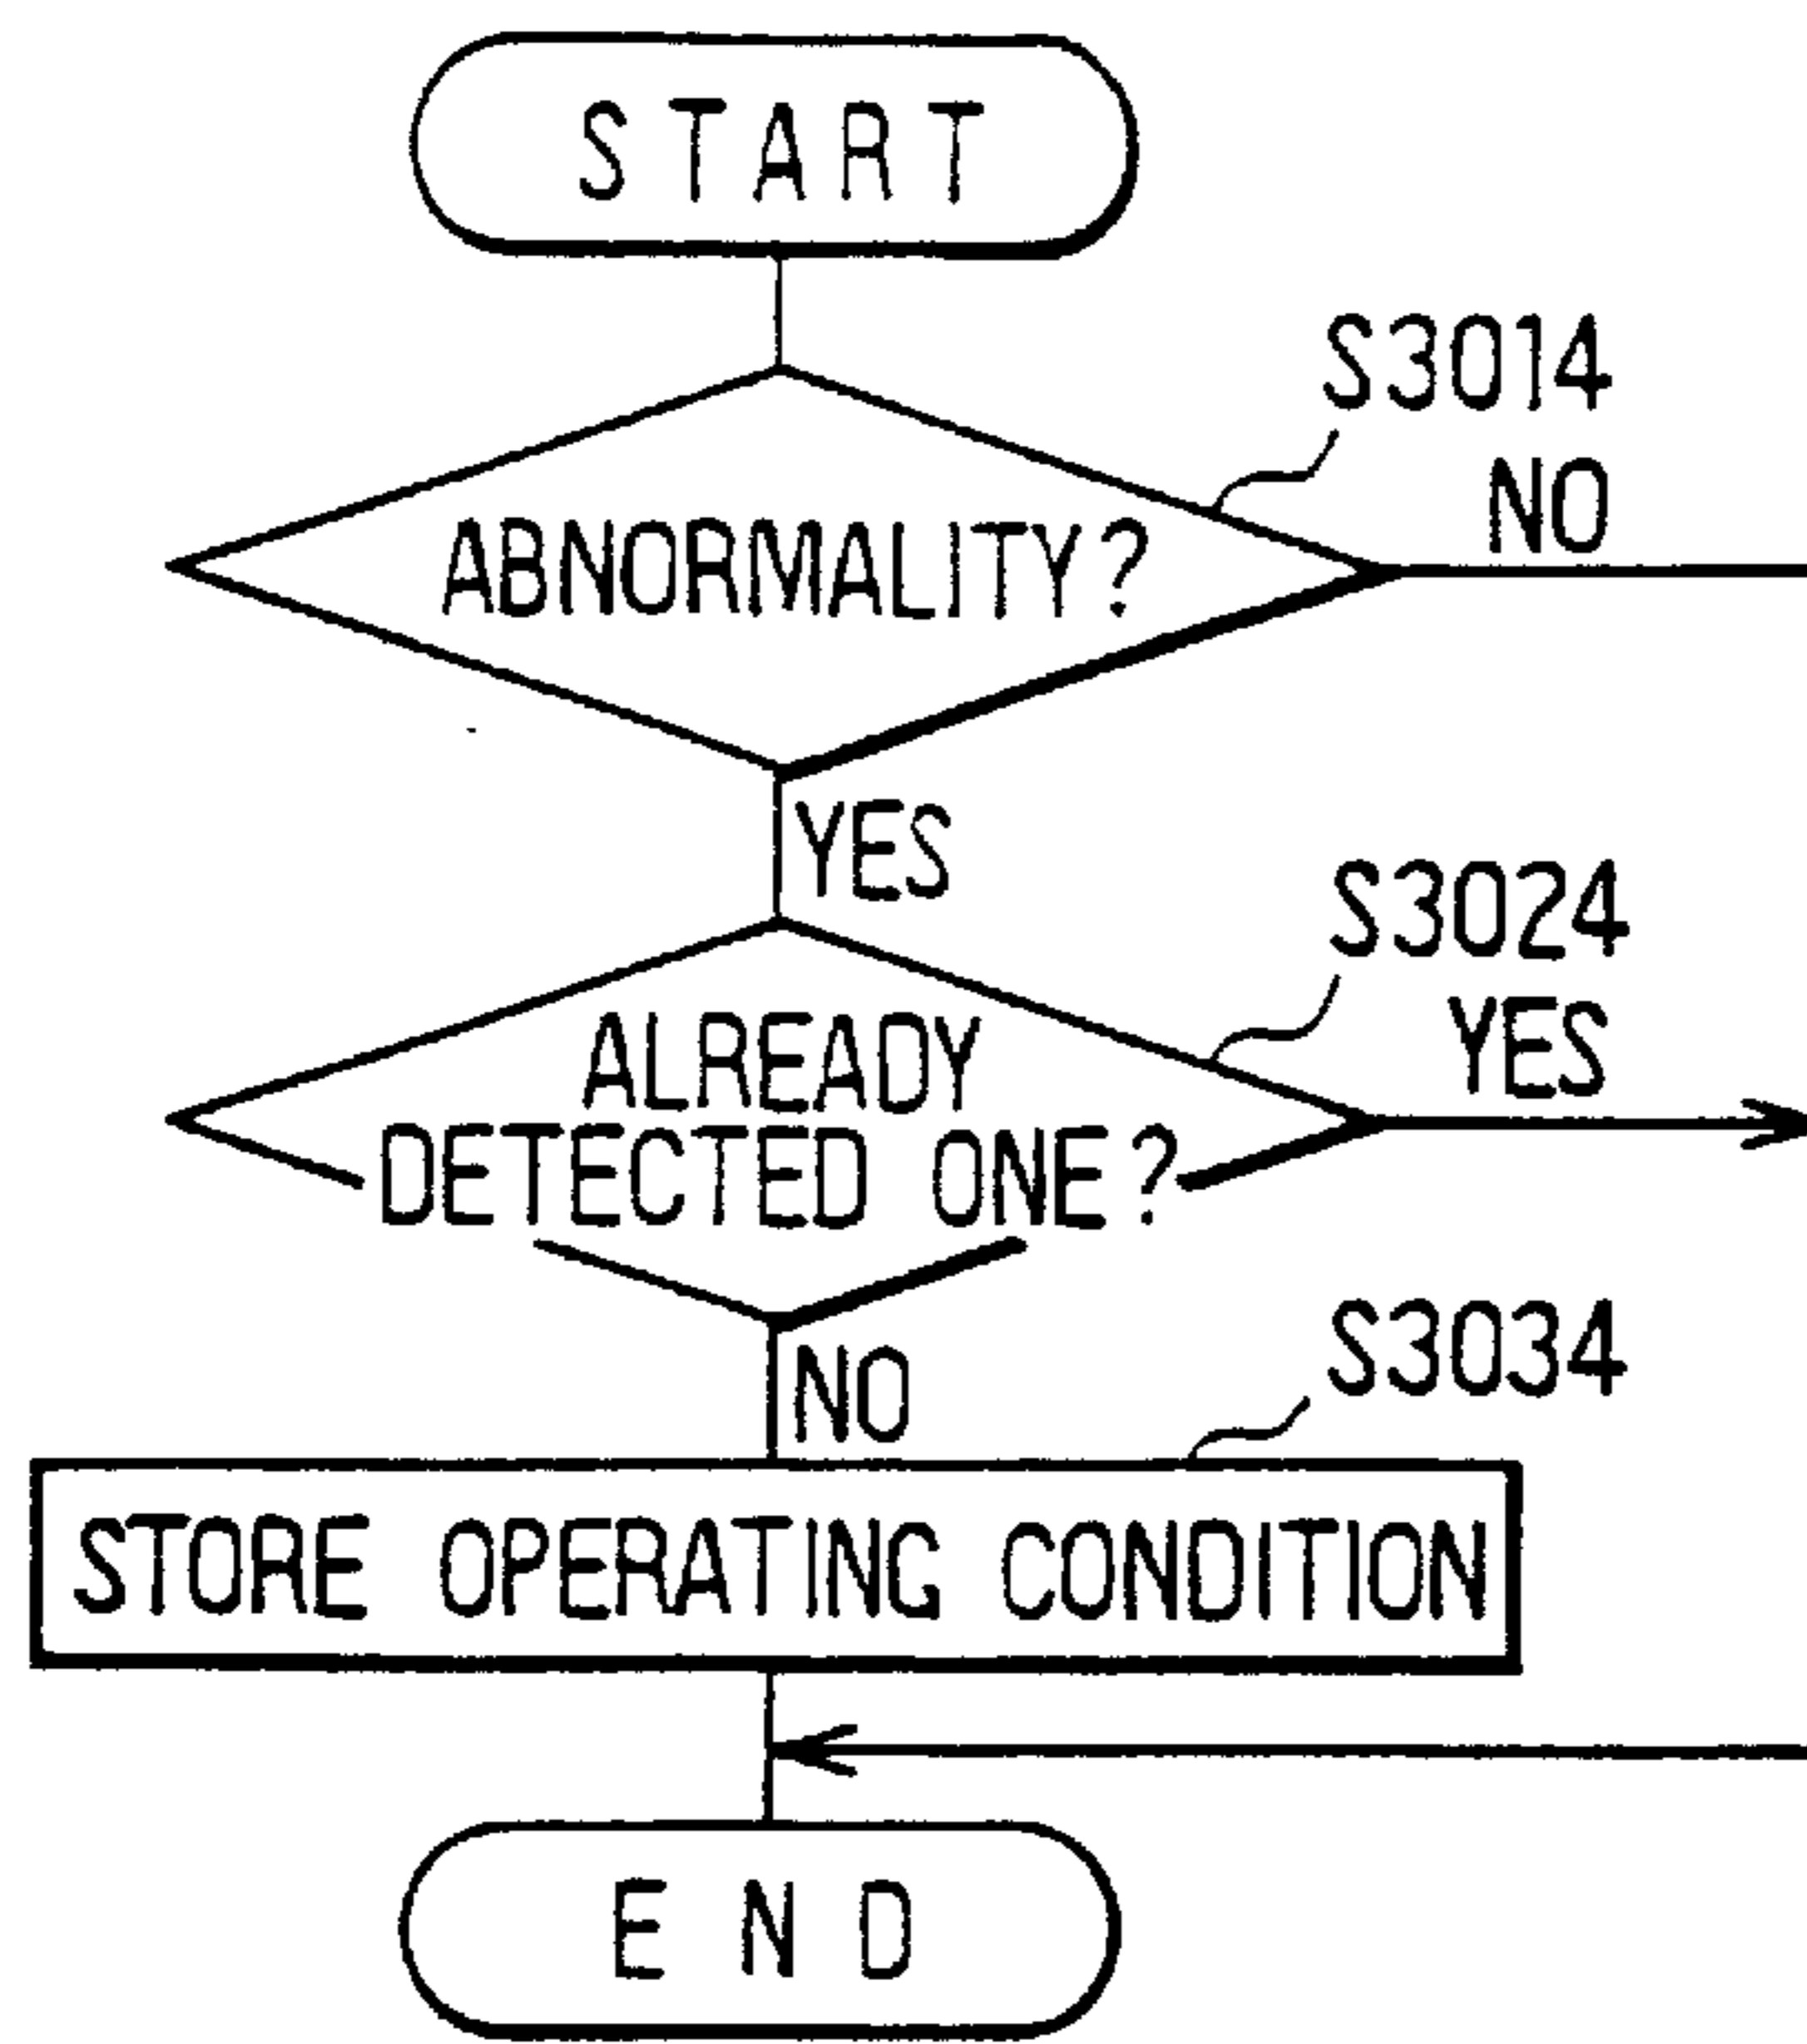 START
S3014
NO
ABNORMALITY?
YES
S3024
YES
ALREADY
DETECTED ONE?
NO
S3034
STORE OPERATING CONDITION
END